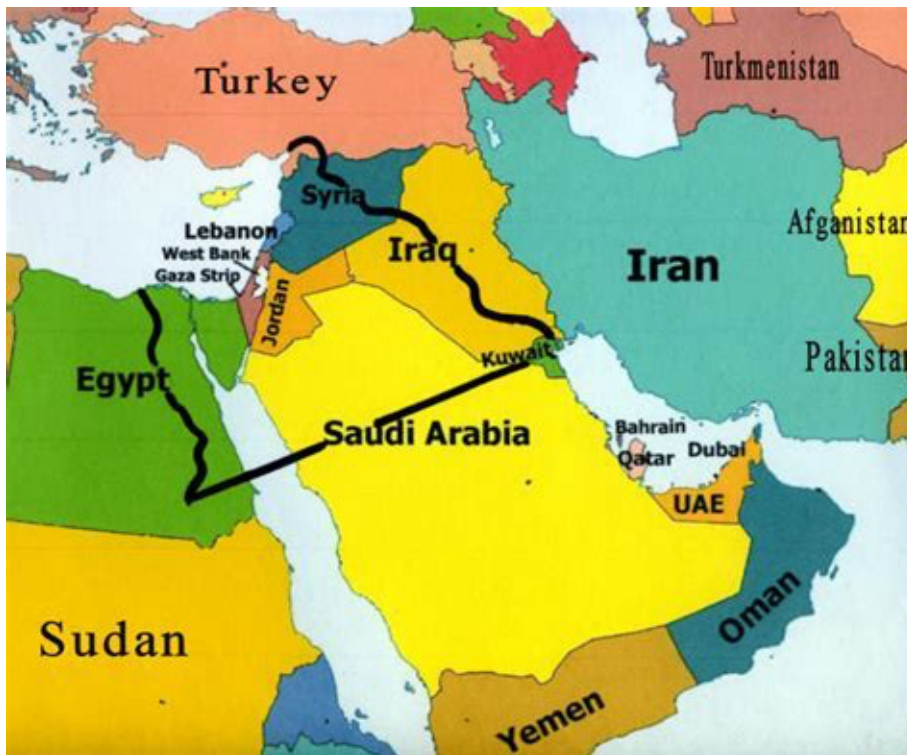 Turkey
Turkmenistan
Syria
Lebanon
West Bank
Gaza Strip
Iraq
Iran
Afganistan
Jordan
Kuwait
Pakistan
Egypt
Saudi Arabia
Bahrain
Qatar
Dubai
UAE
Oman
Sudan
Yemen